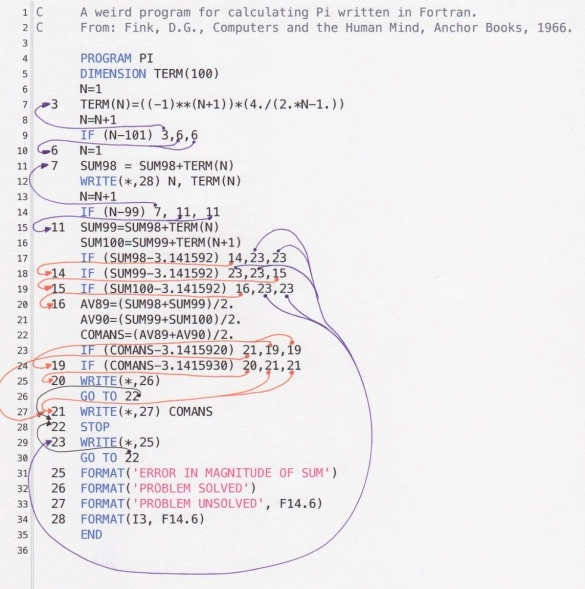 1 C A weird program for calculating Pi written in Fortran.
2 C From: Fink, D.G., Computers and the Human Mind, Anchor Books, 1966.
3
4 PROGRAM PI
5 DIMENSION TERM(100)
6 N=1
7 3 TERM(N)=((-1)**(N+1))*(4./(2.*N-1.))
8 N=N+1
9 IF (N-101) 3,6,6
10 6 N=1
11 7 SUM98 = SUM98+TERM(N)
12 WRITE(*,28) N, TERM(N)
13 N=N+1
14 IF (N-99) 7, 11, 11
15 11 SUM99=SUM98+TERM(N)
16 SUM100=SUM99+TERM(N+1)
17 IF (SUM98-3.141592) 14,23,23
18 14 IF (SUM99-3.141592) 23,23,15
19 15 IF (SUM100-3.141592) 16,23,23
20 16 AV89=(SUM98+SUM99)/2.
21 AV90=(SUM99+SUM100)/2.
22 COMANS=(AV89+AV90)/2.
23 IF (COMANS-3.1415920) 21,19,19
24 19 IF (COMANS-3.1415930) 20,21,21
25 20 WRITE(*,26)
26 GO TO 22
27 21 WRITE(*,27) COMANS
28 22 STOP
29 23 WRITE(*,25)
30 GO TO 22
31 25 FORMAT('ERROR IN MAGNITUDE OF SUM')
32 26 FORMAT('PROBLEM SOLVED')
33 27 FORMAT('PROBLEM UNSOLVED', F14.6)
34 28 FORMAT(I3, F14.6)
35 END
36